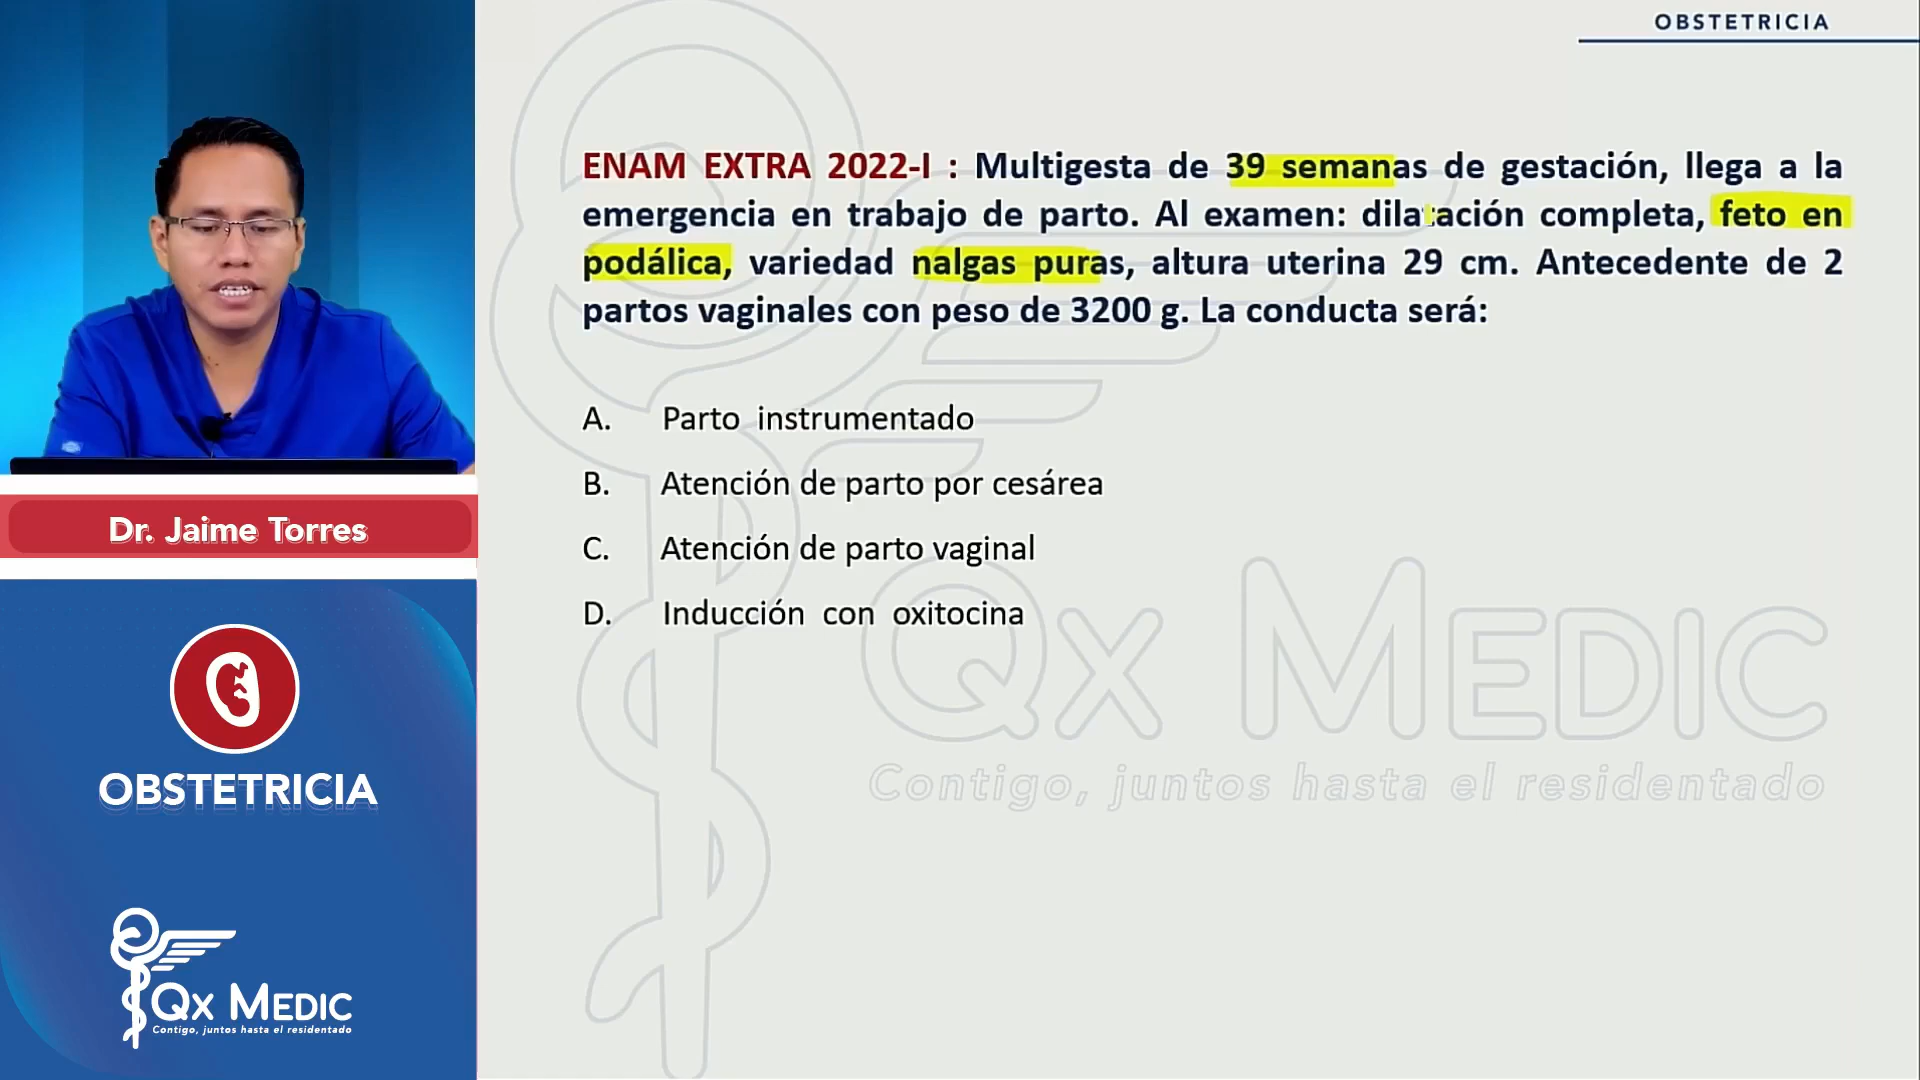 OBSTETRICIA
ENAM EXTRA 2022-I : Multigesta de 39 semanas de gestación, llega a la
emergencia en trabajo de parto. Al examen: dilatación completa, feto en
podálica, variedad nalgas puras, altura uterina 29 cm. Antecedente de 2
partos vaginales con peso de 3200 g. La conducta será:
A. Parto instrumentado
B. Atención de parto por cesárea
C. Atención de parto vaginal
D. Inducción con oxitocina
Dr. Jaime Torres
OBSTETRICIA
QX MEDIC
Contigo, juntos hasta el residentado
QX MEDIC
Contigo, juntos hasta el residentado